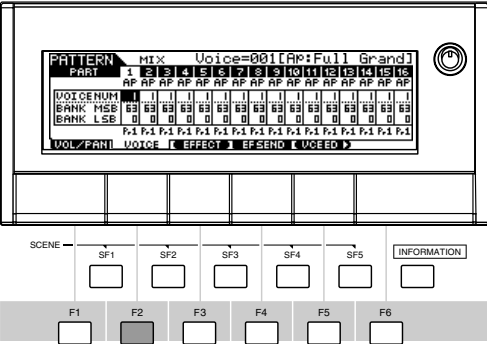 PATTERN MIX Voice=001[AP:Full Grand]
PART 1 2 3 4 5 6 7 8 9 10 11 12 13 14 15 16
AP AP AP AP AP AP AP AP AP AP AP AP AP AP AP AP
VOICENUM 1 1 1 1 1 1 1 1 1 1 1 1 1 1 1 1
BANK MSB 63 63 63 63 63 63 63 63 63 63 63 63 63 63 63 63
BANK LSB 0 0 0 0 0 0 0 0 0 0 0 0 0 0 0 0
P.1 P.1 P.1 P.1 P.1 P.1 P.1 P.1 P.1 P.1 P.1 P.1 P.1 P.1 P.1 P.1
VOL/PAN VOICE [ EFFECT ] EFSEND [ VCEED
SCENE SF1 SF2 SF3 SF4 SF5 INFORMATION
F1 F2 F3 F4 F5 F6